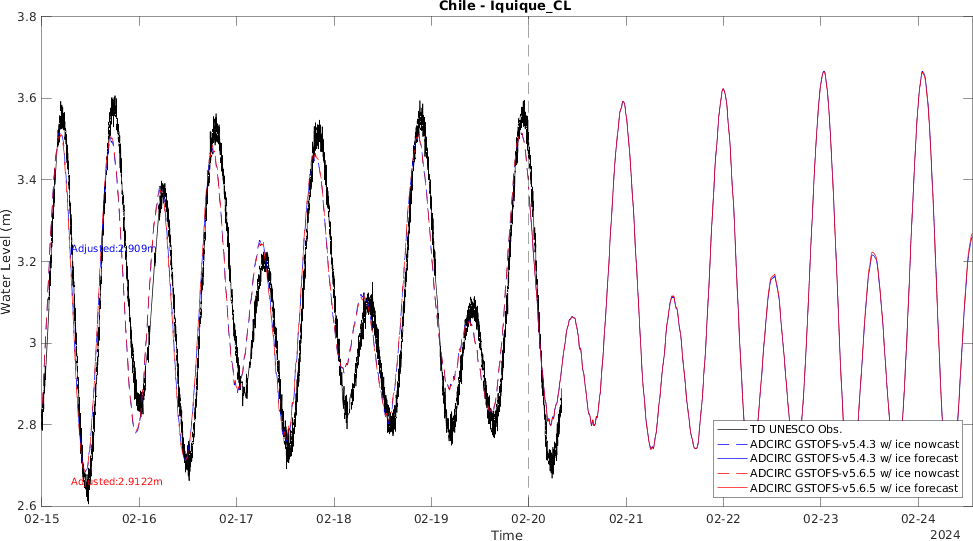 Chile - Iquique_CL
3.8
3.6
3.4
3.2
3
2.8
2.6
Water Level (m)
Adjusted:2.909m
Adjusted:2.9122m
TD UNESCO Obs.
ADCIRC GSTOFS-v5.4.3 w/ ice nowcast
ADCIRC GSTOFS-v5.4.3 w/ ice forecast
ADCIRC GSTOFS-v5.6.5 w/ ice nowcast
ADCIRC GSTOFS-v5.6.5 w/ ice forecast
02-15 02-16 02-17 02-18 02-19 02-20 02-21 02-22 02-23 02-24
Time
2024